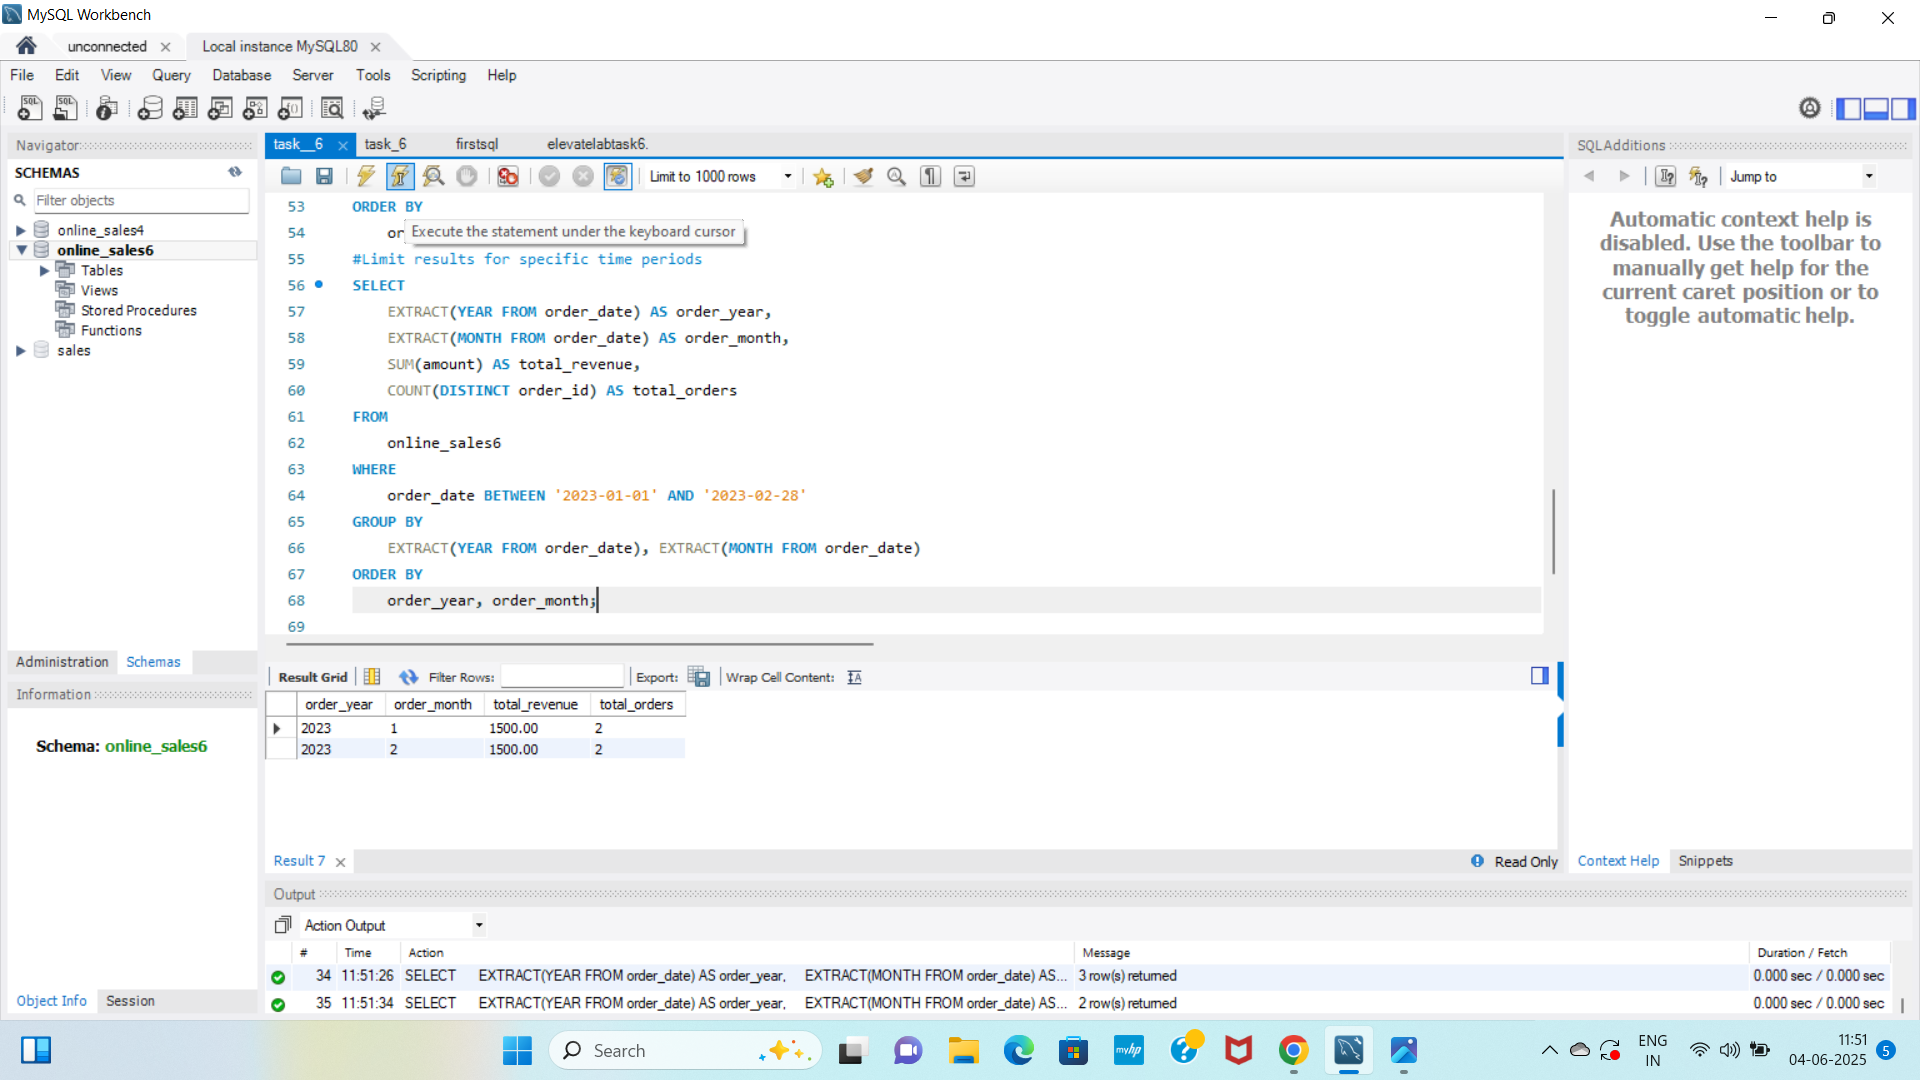 MySQL Workbench
unconnected
Local instance MySQL80
File Edit View Query Database Server Tools Scripting Help
Navigator
SCHEMAS
Filter objects
online_sales4
online_sales6
Tables
Views
Stored Procedures
Functions
sales
Administration Schemas
Information
Schema: online_sales6
Object Info Session
task__6 task_6 firstsql elevatelabtask6.
Limit to 1000 rows
53 ORDER BY
54 or
Execute the statement under the keyboard cursor
55 #Limit results for specific time periods
56 SELECT
57 EXTRACT(YEAR FROM order_date) AS order_year,
58 EXTRACT(MONTH FROM order_date) AS order_month,
59 SUM(amount) AS total_revenue,
60 COUNT(DISTINCT order_id) AS total_orders
61 FROM
62 online_sales6
63 WHERE
64 order_date BETWEEN '2023-01-01' AND '2023-02-28'
65 GROUP BY
66 EXTRACT(YEAR FROM order_date), EXTRACT(MONTH FROM order_date)
67 ORDER BY
68 order_year, order_month;
69
Result Grid Filter Rows: Export: Wrap Cell Content:
order_year order_month total_revenue total_orders
2023 1 1500.00 2
2023 2 1500.00 2
Result 7
Read Only
SQLAdditions
Jump to
Automatic context help is
disabled. Use the toolbar to
manually get help for the
current caret position or to
toggle automatic help.
Context Help Snippets
Output
Action Output
# Time Action Message Duration / Fetch
34 11:51:26 SELECT EXTRACT(YEAR FROM order_date) AS order_year, EXTRACT(MONTH FROM order_date) AS... 3 row(s) returned 0.000 sec / 0.000 sec
35 11:51:34 SELECT EXTRACT(YEAR FROM order_date) AS order_year, EXTRACT(MONTH FROM order_date) AS... 2 row(s) returned 0.000 sec / 0.000 sec
Search
myhp
ENG
IN
11:51
04-06-2025
5